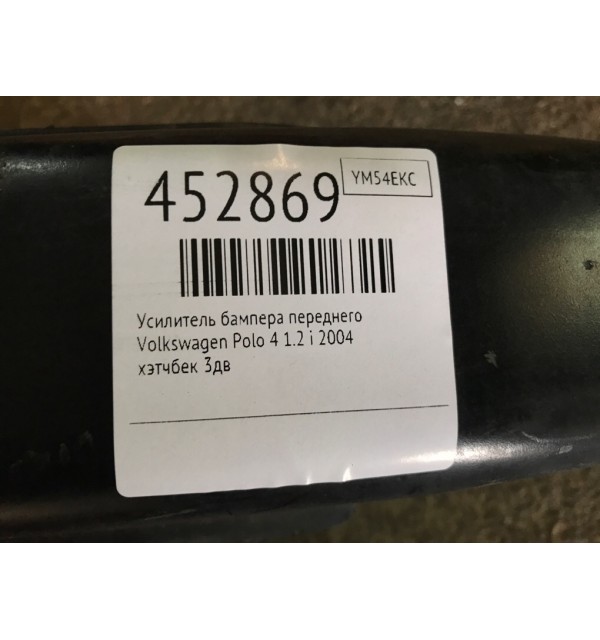 452869
YM54EKC
Усилитель бампера переднего
Volkswagen Polo 4 1.2 i 2004
хэтчбек 3дв